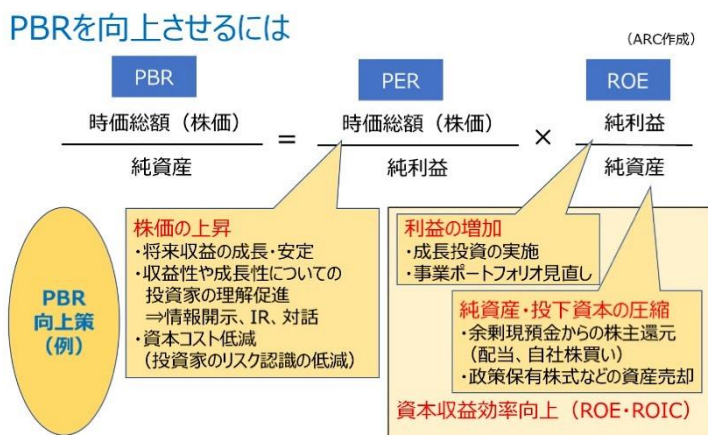 PBRを向上させるには
(ARC作成)
PBR
PER
ROE
時価総額（株価）
純資産
=
時価総額（株価）
純利益
×
純利益
純資産
PBR
向上策
（例）
株価の上昇
・将来収益の成長・安定
・収益性や成長性についての
投資家の理解促進
⇒情報開示、IR、対話
・資本コスト低減
（投資家のリスク認識の低減）
利益の増加
・成長投資の実施
・事業ポートフォリオ見直し
純資産・投下資本の圧縮
・余剰現預金からの株主還元
（配当、自社株買い）
・政策保有株式などの資産売却
資本収益効率向上（ROE・ROIC）